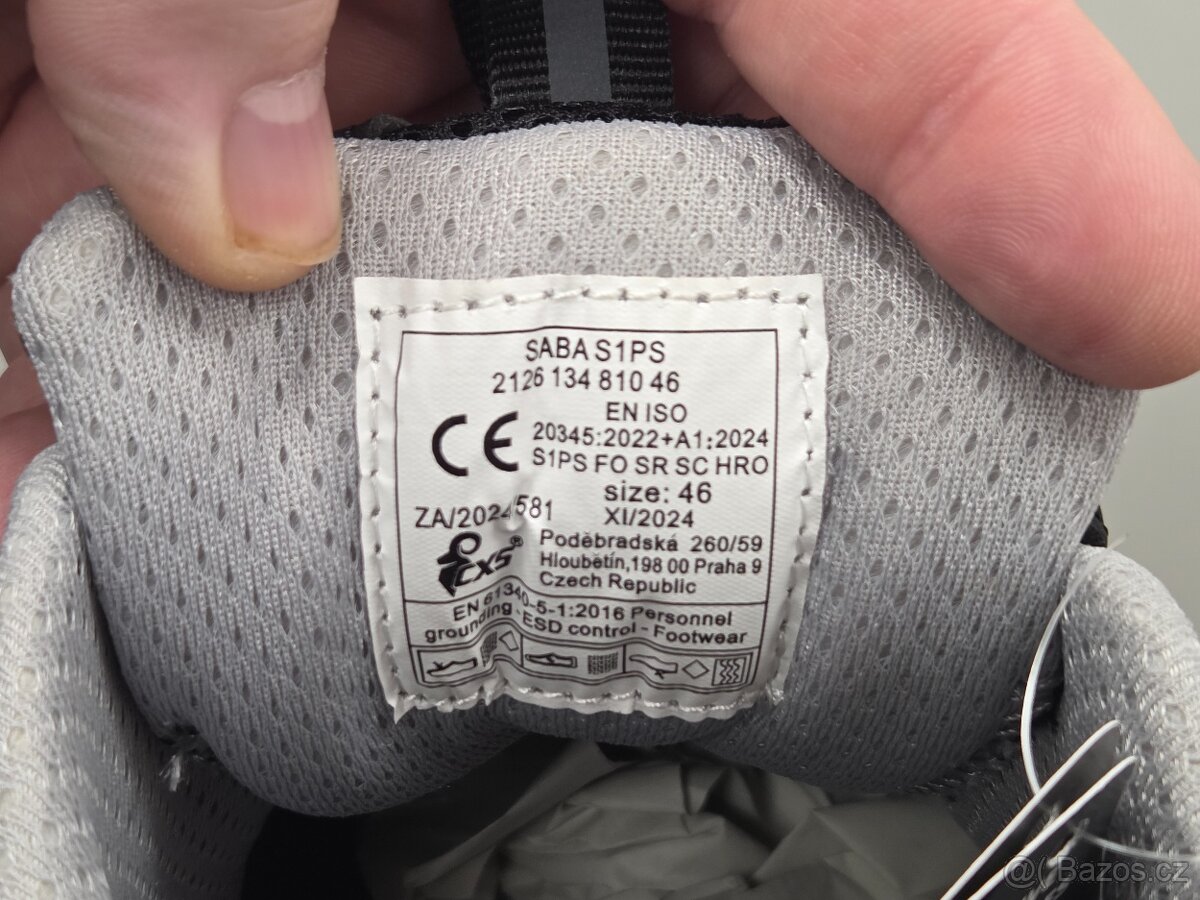 SABA S1PS
2126 134 810 46
CE
EN ISO
20345:2022+A1:2024
S1PS FO SR SC HRO
size: 46
ZA/2024/581
XI/2024
CXS®
Poděbradská 260/59
Hloubětín,198 00 Praha 9
Czech Republic
EN 61340-5-1:2016 Personnel
grounding - ESD control - Footwear
@( Bazos.cz